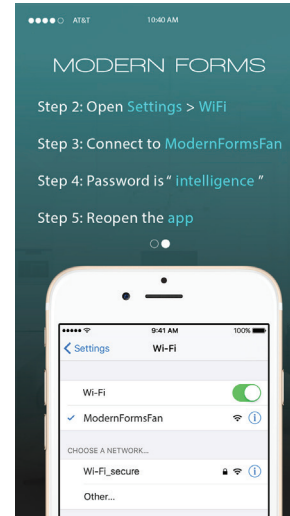 AT&T 10:40 AM
MODERN FORMS
Step 2: Open Settings > WiFi
Step 3: Connect to ModernFormsFan
Step 4: Password is “ intelligence ”
Step 5: Reopen the app
9:41 AM 100%
Settings Wi-Fi
Wi-Fi
ModernFormsFan
CHOOSE A NETWORK...
Wi-Fi_secure
Other...